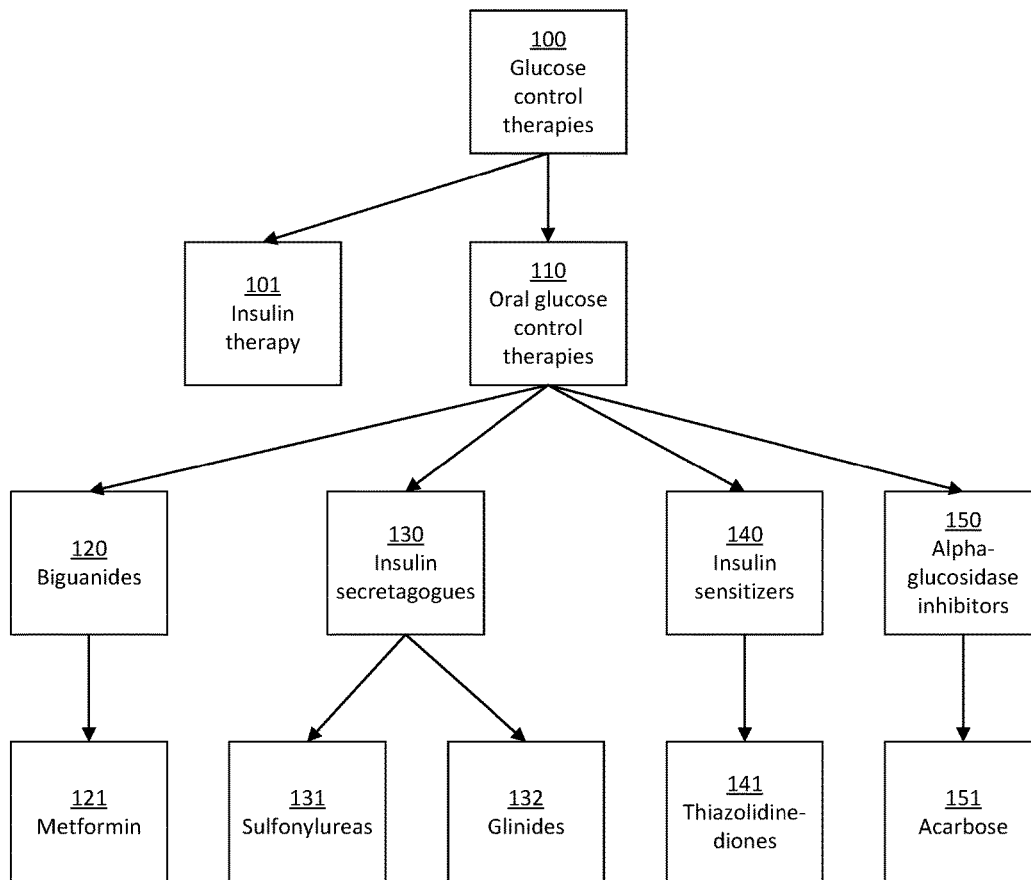 100
Glucose
control
therapies
101
Insulin
therapy
110
Oral glucose
control
therapies
120
Biguanides
130
Insulin
secretagogues
140
Insulin
sensitizers
150
Alpha-
glucosidase
inhibitors
121
Metformin
131
Sulfonylureas
132
Glinides
141
Thiazolidine-
diones
151
Acarbose